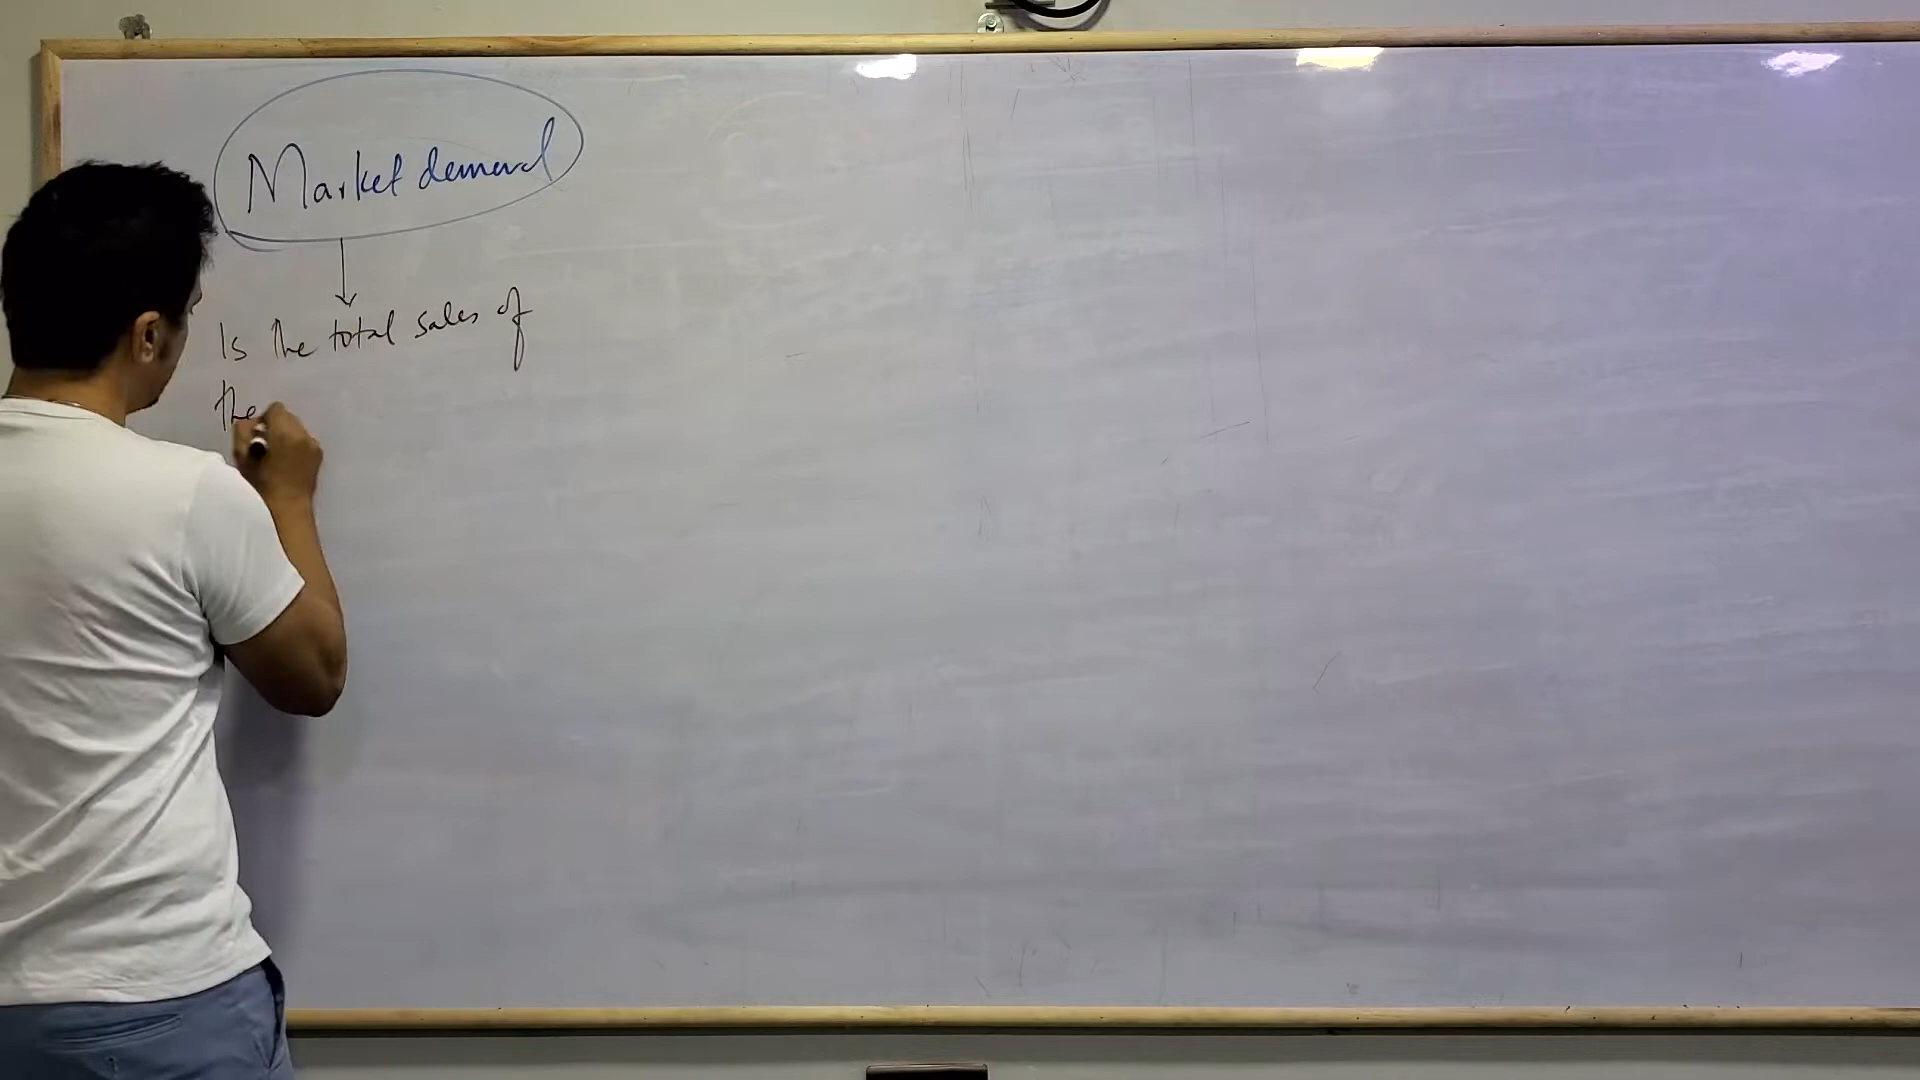 Market demand
Is the total sales of
the